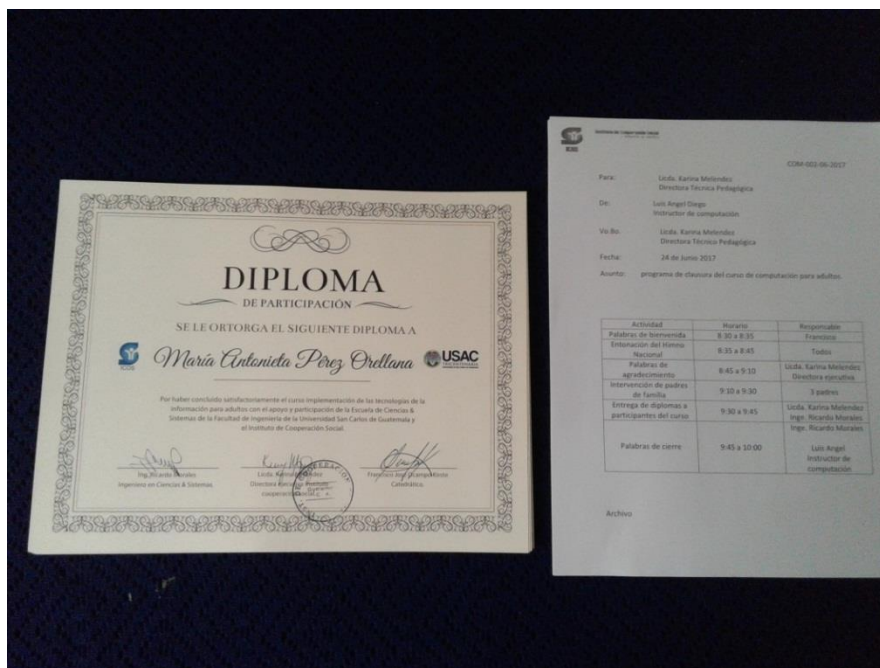 DIPLOMA
DE PARTICIPACIÓN
SE LE ORTORGA EL SIGUIENTE DIPLOMA A
María Antonieta Pérez Orellana
USAC
Por haber concluido satisfactoriamente el curso implementación de las tecnologías de la
información para adultos con el apoyo y participación de la Escuela de Ciencias &
Sistemas de la Facultad de Ingeniería de la Universidad San Carlos de Guatemala y
el Instituto de Cooperación Social.
Ing. Ricardo Morales
Ingeniero en Ciencias & Sistemas.
Licda. Karina Meléndez
Directora Ejecutiva
cooperación social
Francisco
Catedrático.
COM-002-06-2017
Para: Licda. Karina Melendez
Directora Técnica Pedagógica
De: Luis Angel Diego
Instructor de computación
Vo.Bo. Licda. Karina Melendez
Directora Técnico Pedagógica
Fecha: 24 de Junio 2017
Asunto: programa de clausura del curso de computación para adultos.
Actividad Horario Responsable
Palabras de bienvenida 8:30 a 8:35 Francisco
Entonación del Himno Nacional 8:35 a 8:45 Todos
Palabras de agradecimiento 8:45 a 9:10 Licda. Karina Melendez Directora ejecutiva
Intervención de padres de familia 9:10 a 9:30 3 padres
Entrega de diplomas a participantes del curso 9:30 a 9:45 Licda. Karina Melendez Inge. Ricardo Morales
Palabras de cierre 9:45 a 10:00 Inge. Ricardo Morales Luis Angel instructor de computación
Archivo